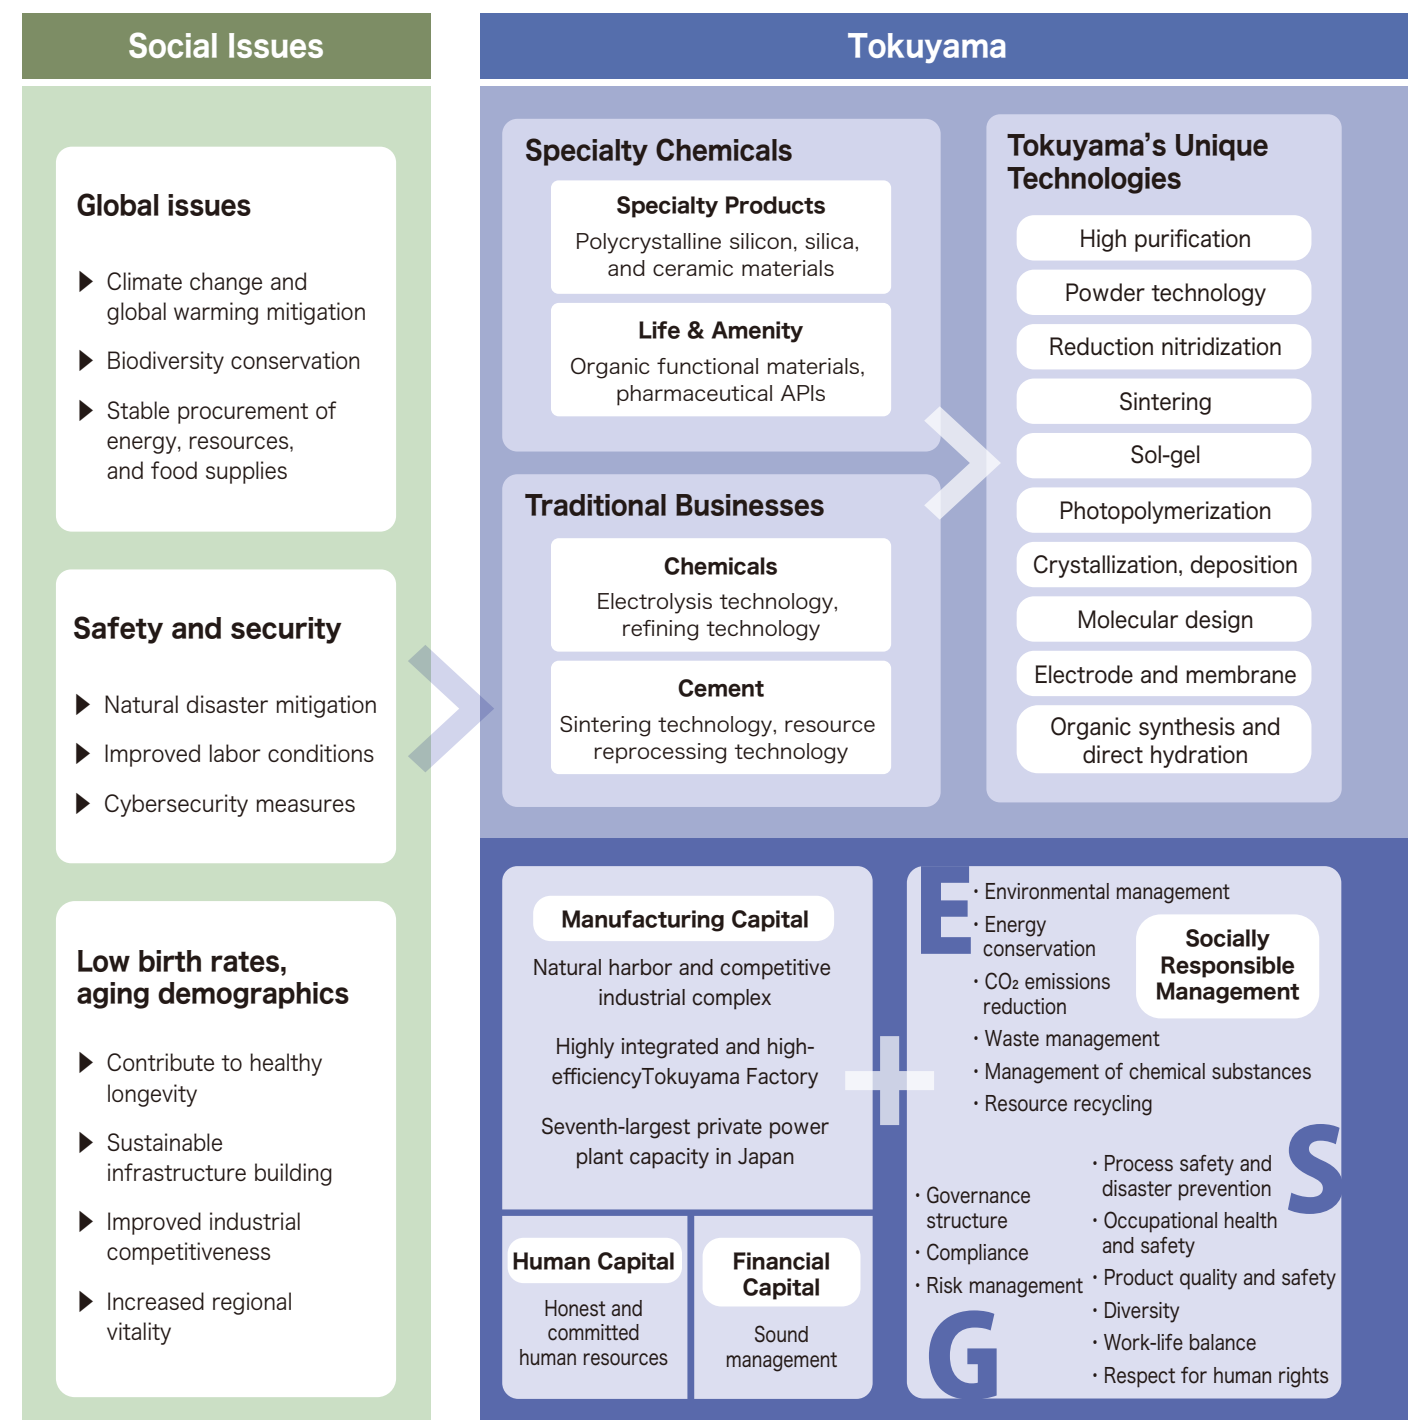 Social Issues
Global issues
Climate change and
global warming mitigation
Biodiversity conservation
Stable procurement of
energy, resources,
and food supplies
Safety and security
Natural disaster mitigation
Improved labor conditions
Cybersecurity measures
Low birth rates,
aging demographics
Contribute to healthy
longevity
Sustainable
infrastructure building
Improved industrial
competitiveness
Increased regional
vitality
Tokuyama
Specialty Chemicals
Specialty Products
Polycrystalline silicon, silica,
and ceramic materials
Life & Amenity
Organic functional materials,
pharmaceutical APIs
Traditional Businesses
Chemicals
Electrolysis technology,
refining technology
Cement
Sintering technology, resource
reprocessing technology
Tokuyama's Unique
Technologies
High purification
Powder technology
Reduction nitridization
Sintering
Sol-gel
Photopolymerization
Crystallization, deposition
Molecular design
Electrode and membrane
Organic synthesis and
direct hydration
Manufacturing Capital
Natural harbor and competitive
industrial complex
Highly integrated and high-
efficiencyTokuyama Factory
Seventh-largest private power
plant capacity in Japan
Human Capital
Honest and
committed
human resources
Financial
Capital
Sound
management
Socially
Responsible
Management
E
・Environmental management
・Energy
conservation
・CO₂ emissions
reduction
・Waste management
・Management of chemical substances
・Resource recycling
S
・Process safety and
disaster prevention
・Occupational health
and safety
・Product quality and safety
・Diversity
・Work-life balance
・Respect for human rights
・Governance
structure
・Compliance
・Risk management
G